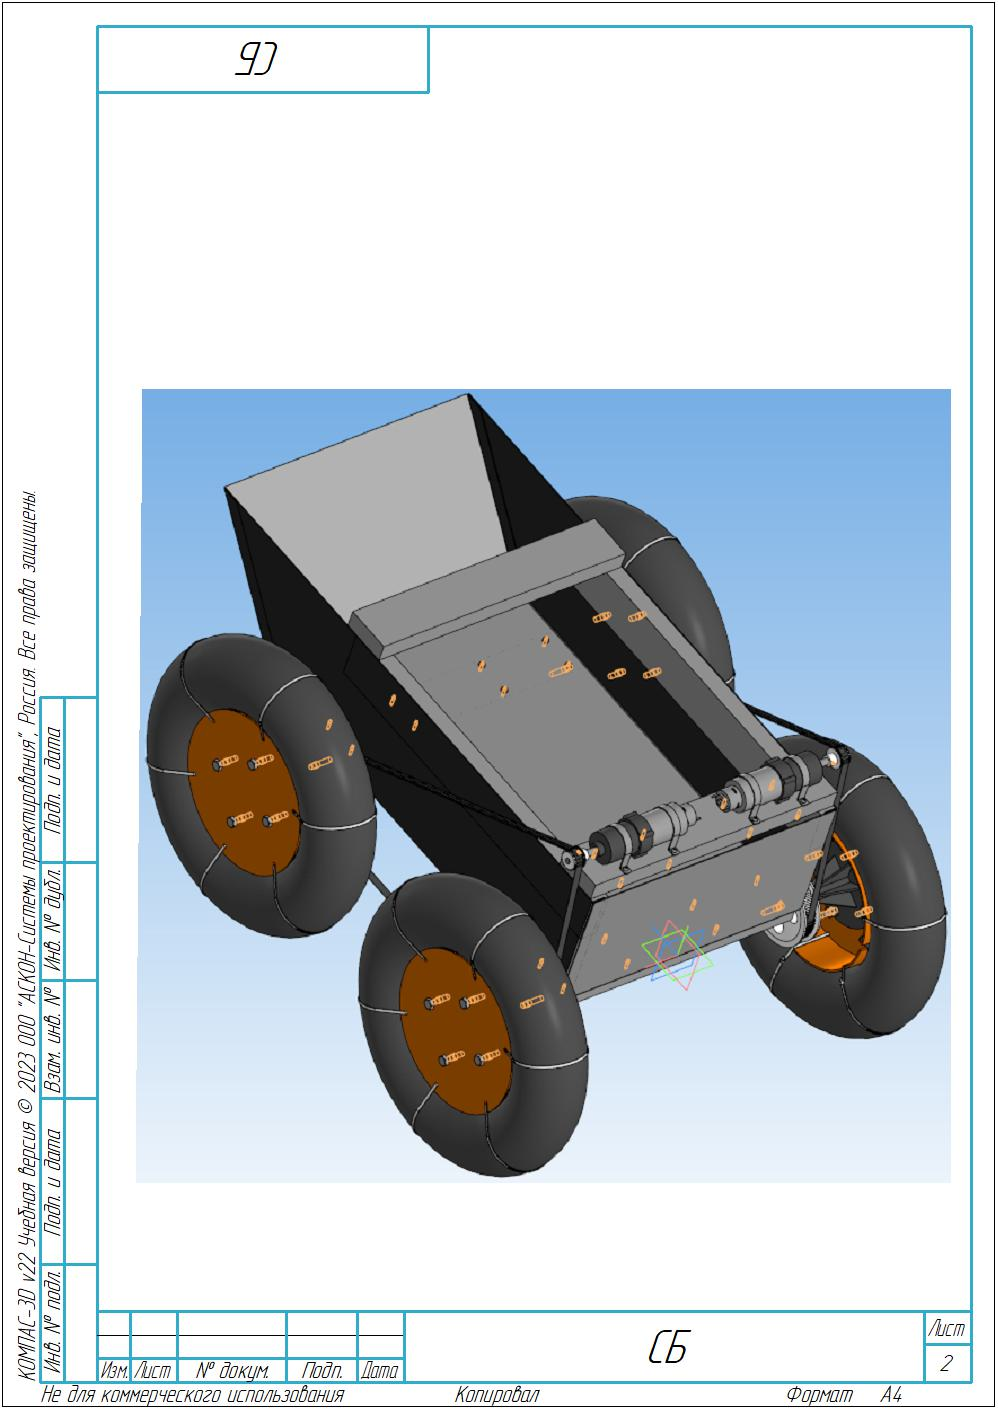 СБ
КОМПАС-3D v22 Учебная версия © 2023 ООО "АСКОН-Системы проектирования", Россия. Все права защищены.
Подп. и дата
Инв. № дубл.
Взам. инв. №
Подп. и дата
Инв. № подл.
Изм. Лист № докум. Подп. Дата
СБ
Лист
2
Не для коммерческого использования Копировал Формат А4